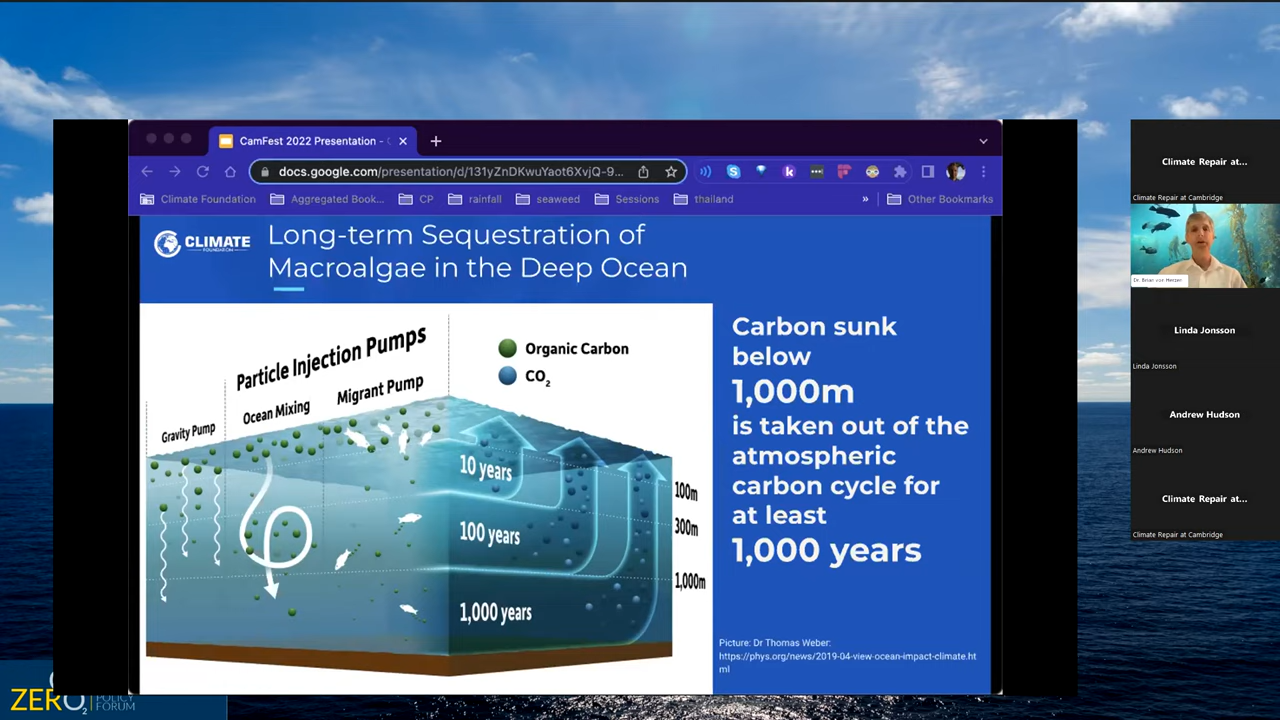 CamFest 2022 Presentation -
docs.google.com/presentation/d/131yZnDKwuYaot6XvjQ-9...
Climate Foundation
Aggregated Book...
CP
rainfall
seaweed
Sessions
thailand
»
Other Bookmarks
CLIMATE
FOUNDATION
Long-term Sequestration of
Macroalgae in the Deep Ocean
Particle Injection Pumps
Gravity Pump
Ocean Mixing
Migrant Pump
Organic Carbon
CO2
10 years
100 years
1,000 years
100m
300m
1,000m
Carbon sunk
below
1,000m
is taken out of the
atmospheric
carbon cycle for
at least
1,000 years
Picture: Dr Thomas Weber:
https://phys.org/news/2019-04-view-ocean-impact-climate.ht
ml
Climate Repair at...
Climate Repair at Cambridge
Linda Jonsson
Linda Jonsson
Andrew Hudson
Andrew Hudson
Climate Repair at...
Climate Repair at Cambridge
ZERO2
POLICY
FORUM